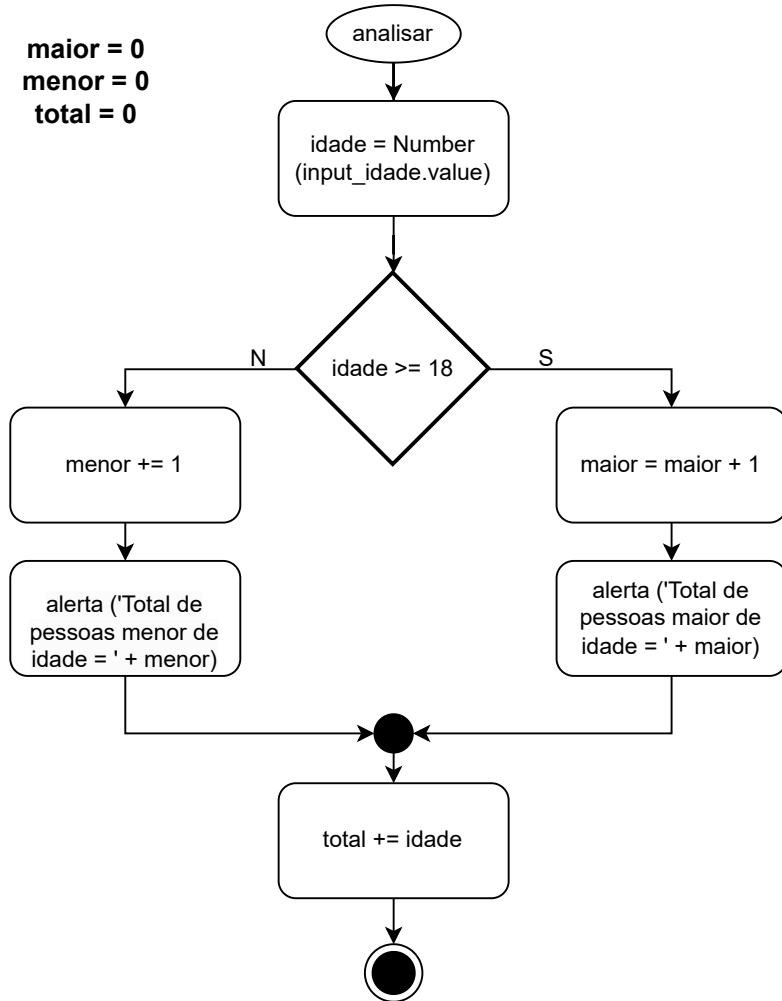 maior = 0
menor = 0
total = 0
analisar
idade = Number
(input_idade.value)
idade >= 18
N
S
menor += 1
maior = maior + 1
alerta ('Total de
pessoas menor de
idade = ' + menor)
alerta ('Total de
pessoas maior de
idade = ' + maior)
total += idade